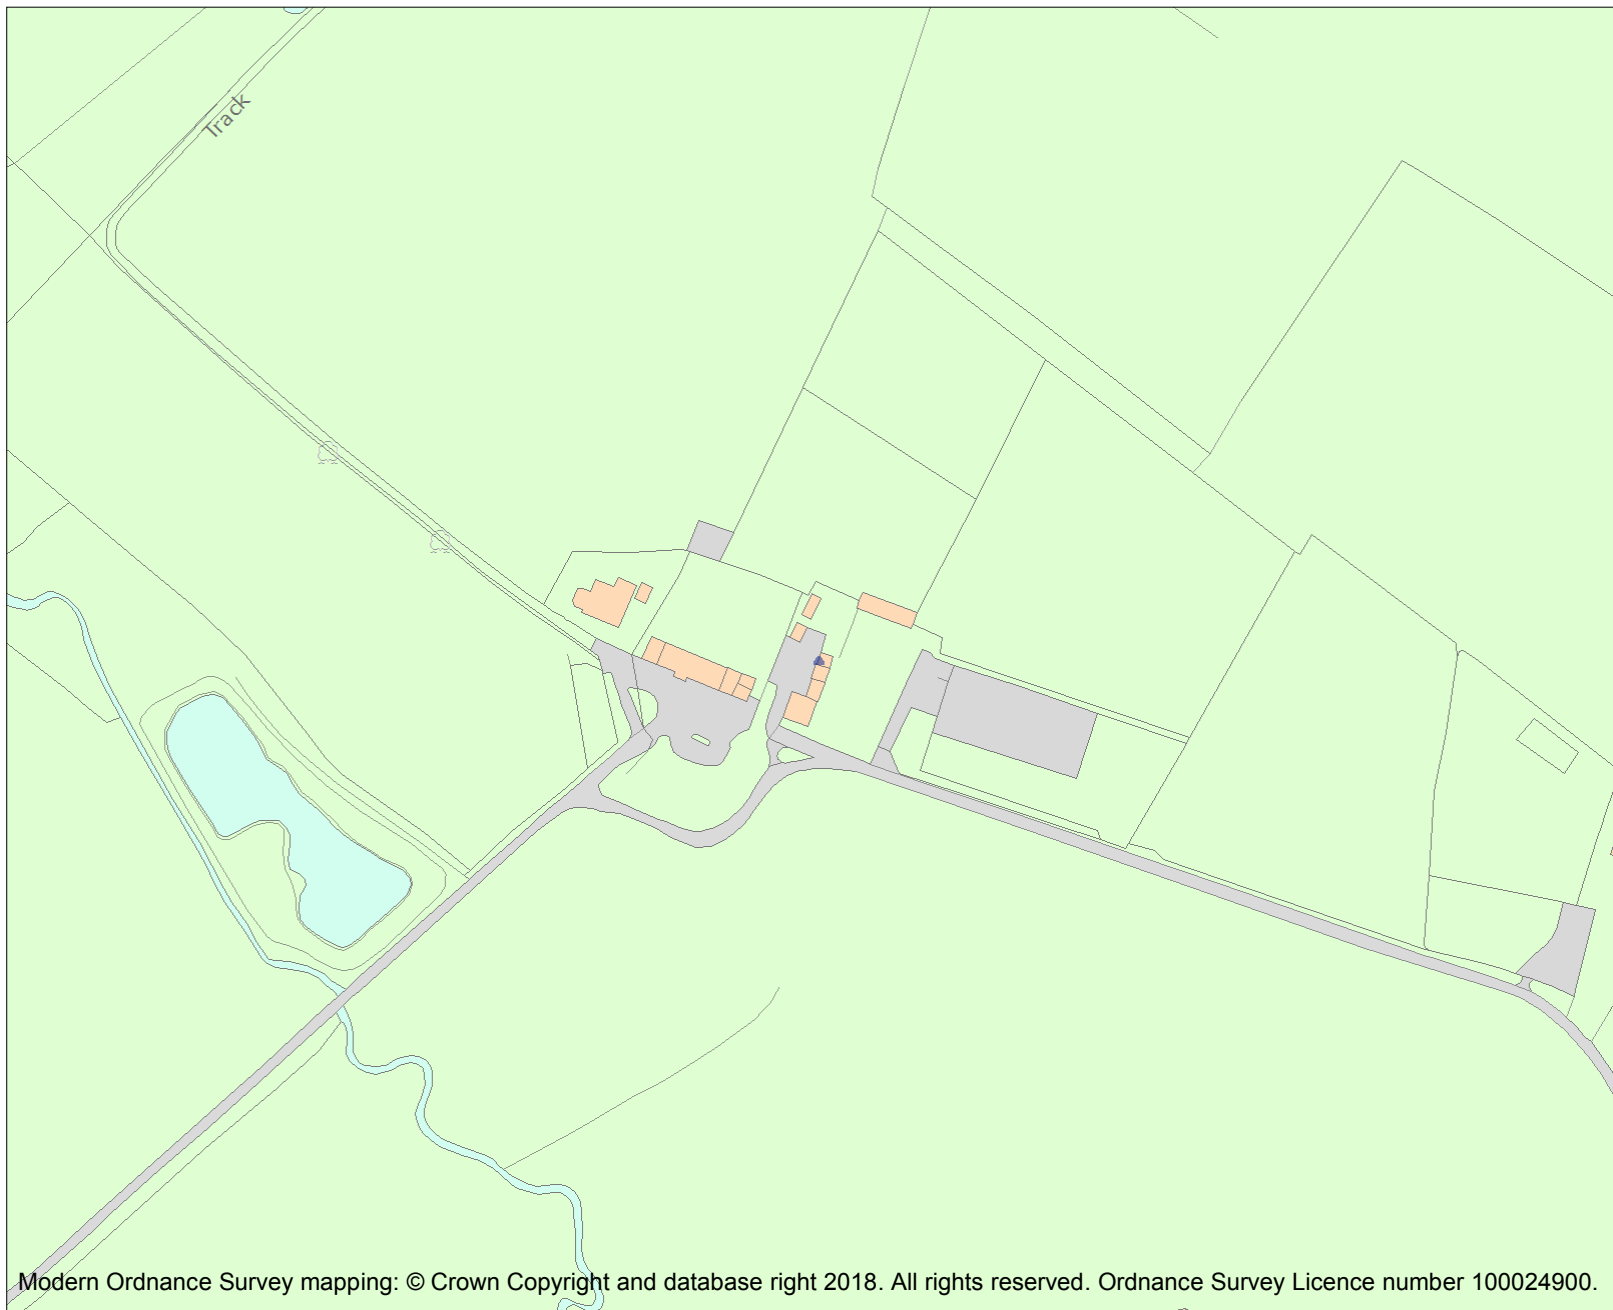 Track
Modern Ordnance Survey mapping: © Crown Copyright and database right 2018. All rights reserved. Ordnance Survey Licence number 100024900.